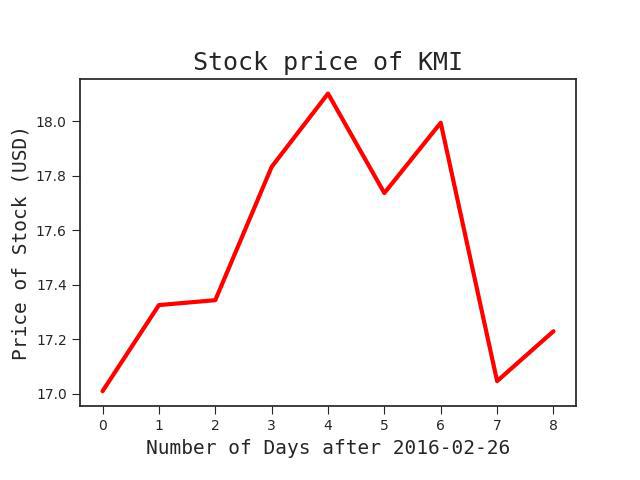 Stock price of KMI
Price of Stock (USD)
18.0
17.8
17.6
17.4
17.2
17.0
0 1 2 3 4 5 6 7 8
Number of Days after 2016-02-26